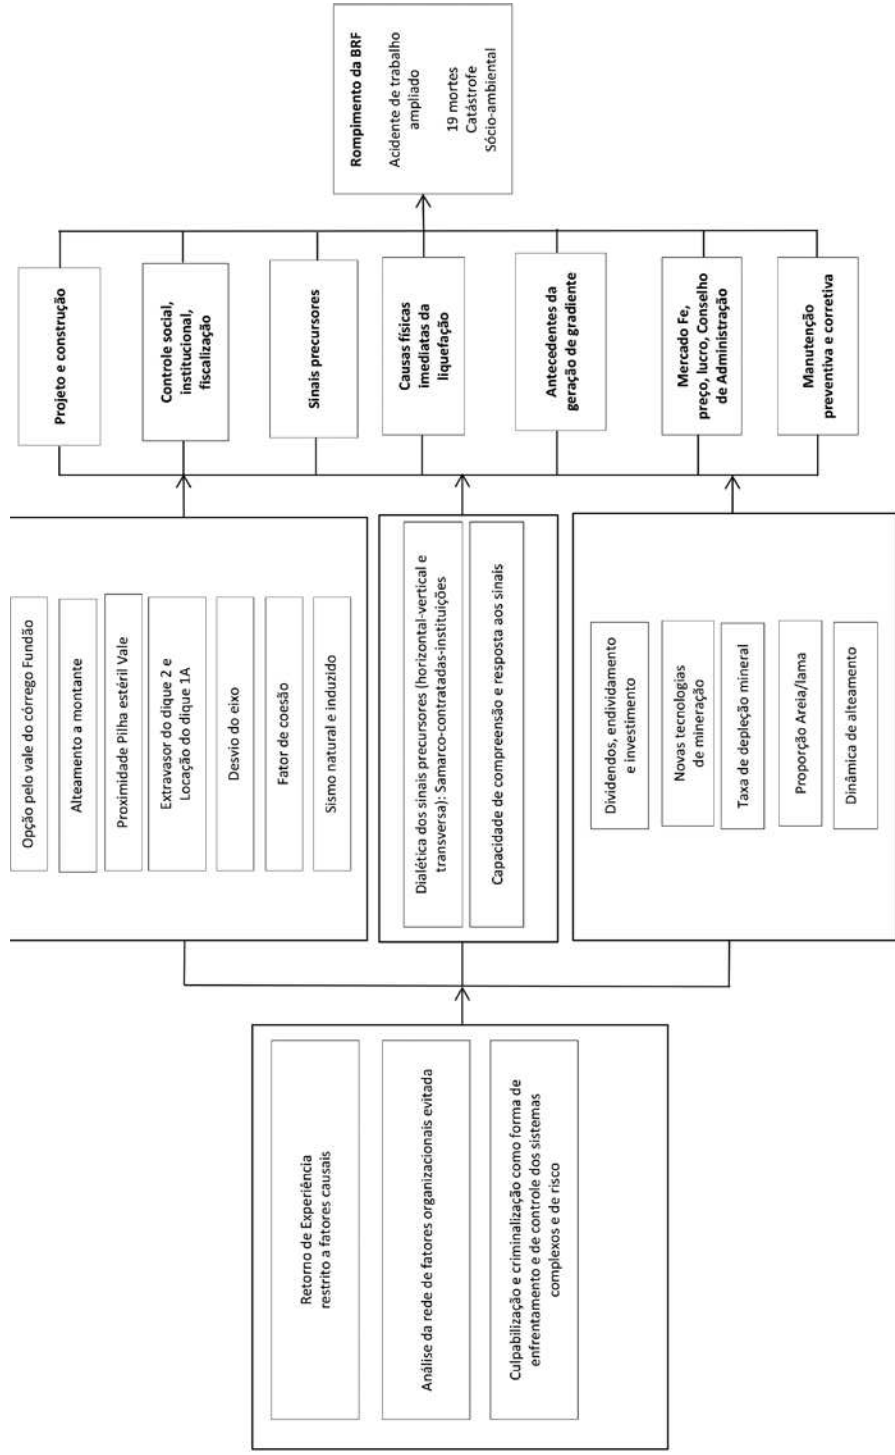 Retorno de Experiência
restrito a fatores causais
Análise da rede de fatores organizacionais evitada
Culpabilização e criminalização como forma de
enfrentamento e de controle dos sistemas
complexos e de risco
Opção pelo vale do córrego Fundão
Alteamento a montante
Proximidade Pilha estéril Vale
Extravasor do dique 2 e
Locação do dique 1A
Desvio do eixo
Fator de coesão
Sismo natural e induzido
Dialética dos sinais precursores (horizontal-vertical e
transversa): Samarco-contratadas-instituições
Capacidade de compreensão e resposta aos sinais
Dividendos, endividamento
e investimento
Novas tecnologias
de mineração
Taxa de depleção mineral
Proporção Areia/lama
Dinâmica de alteamento
Projeto e construção
Controle social,
institucional,
fiscalização
Sinais precursores
Causas físicas
imediatas da
liquefação
Antecedentes da
geração de gradiente
Mercado Fe,
preço, lucro, Conselho
de Administração
Manutenção
preventiva e corretiva
Rompimento da BRF
Acidente de trabalho
ampliado
19 mortes
Catástrofe
Sócio-ambiental